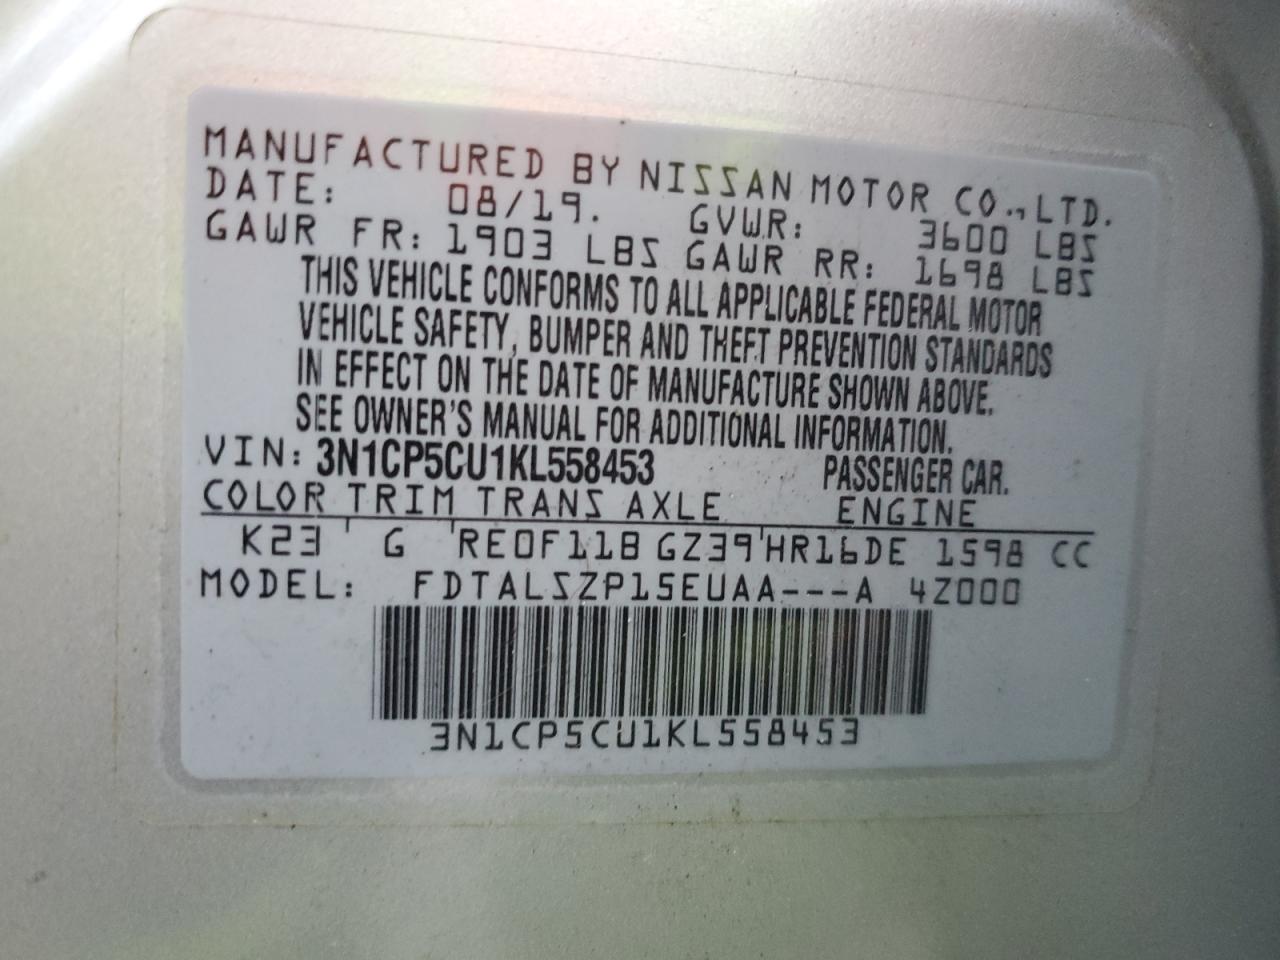 MANUFACTURED BY NISSAN MOTOR CO.,LTD.
DATE: 08/19. GVWR: 3600 LBS
GAWR FR: 1903 LBS GAWR RR: 1698 LBS
THIS VEHICLE CONFORMS TO ALL APPLICABLE FEDERAL MOTOR
VEHICLE SAFETY, BUMPER AND THEFT PREVENTION STANDARDS
IN EFFECT ON THE DATE OF MANUFACTURE SHOWN ABOVE.
SEE OWNER'S MANUAL FOR ADDITIONAL INFORMATION.
VIN: 3N1CP5CU1KL558453 PASSENGER CAR.
COLOR TRIM TRANS AXLE ENGINE
K23 G RE0F11B GZ39 HR16DE 1598 CC
MODEL: FDTALSZP15EUAA---A 4Z000
3N1CP5CU1KL558453